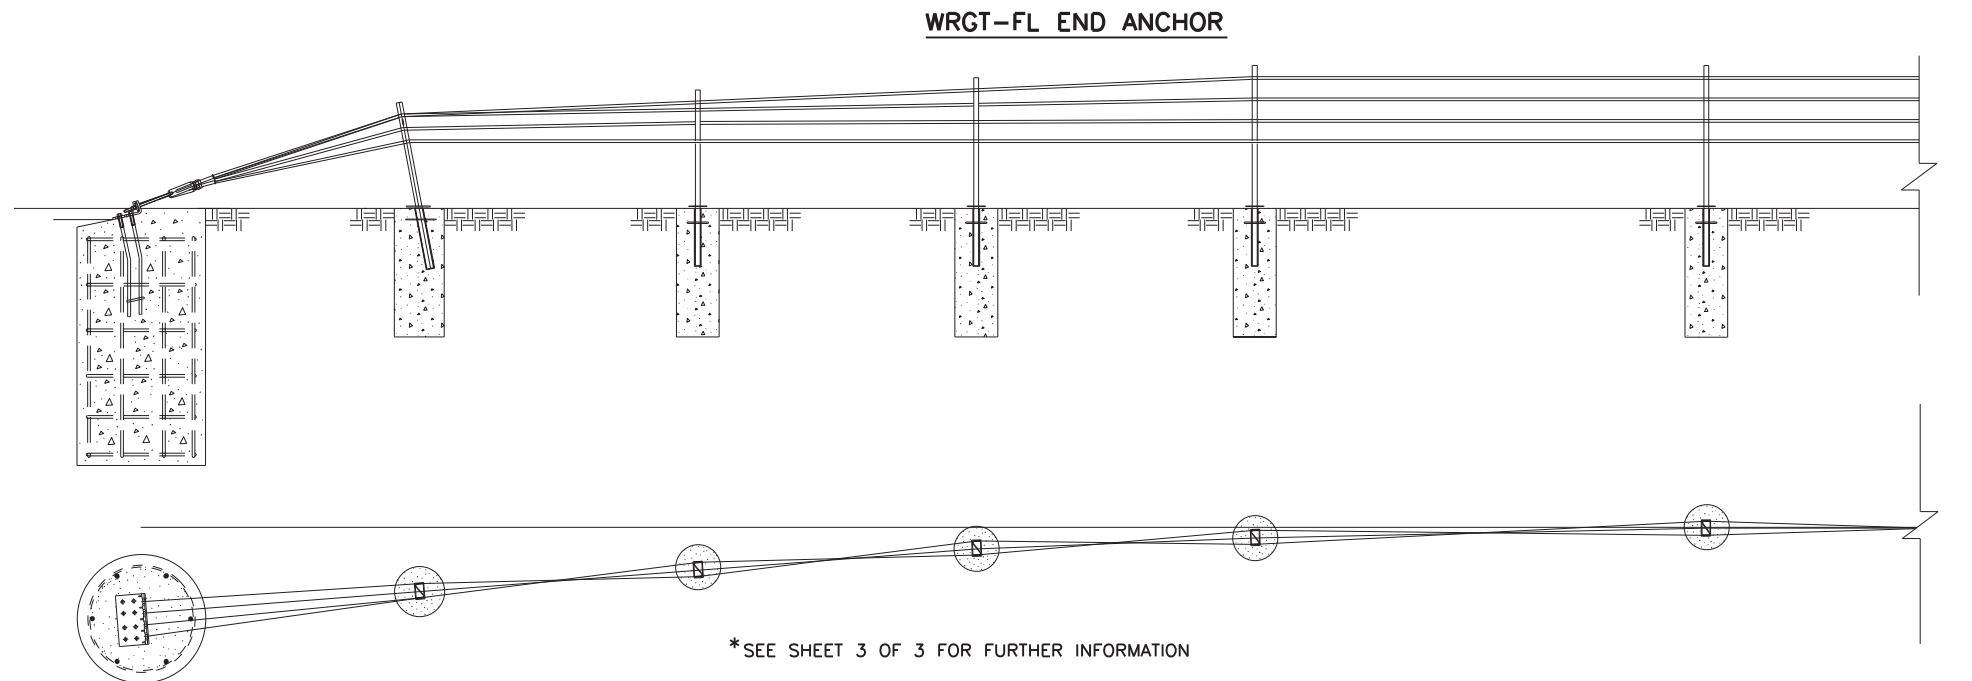 WRGT-FL END ANCHOR
*SEE SHEET 3 OF 3 FOR FURTHER INFORMATION